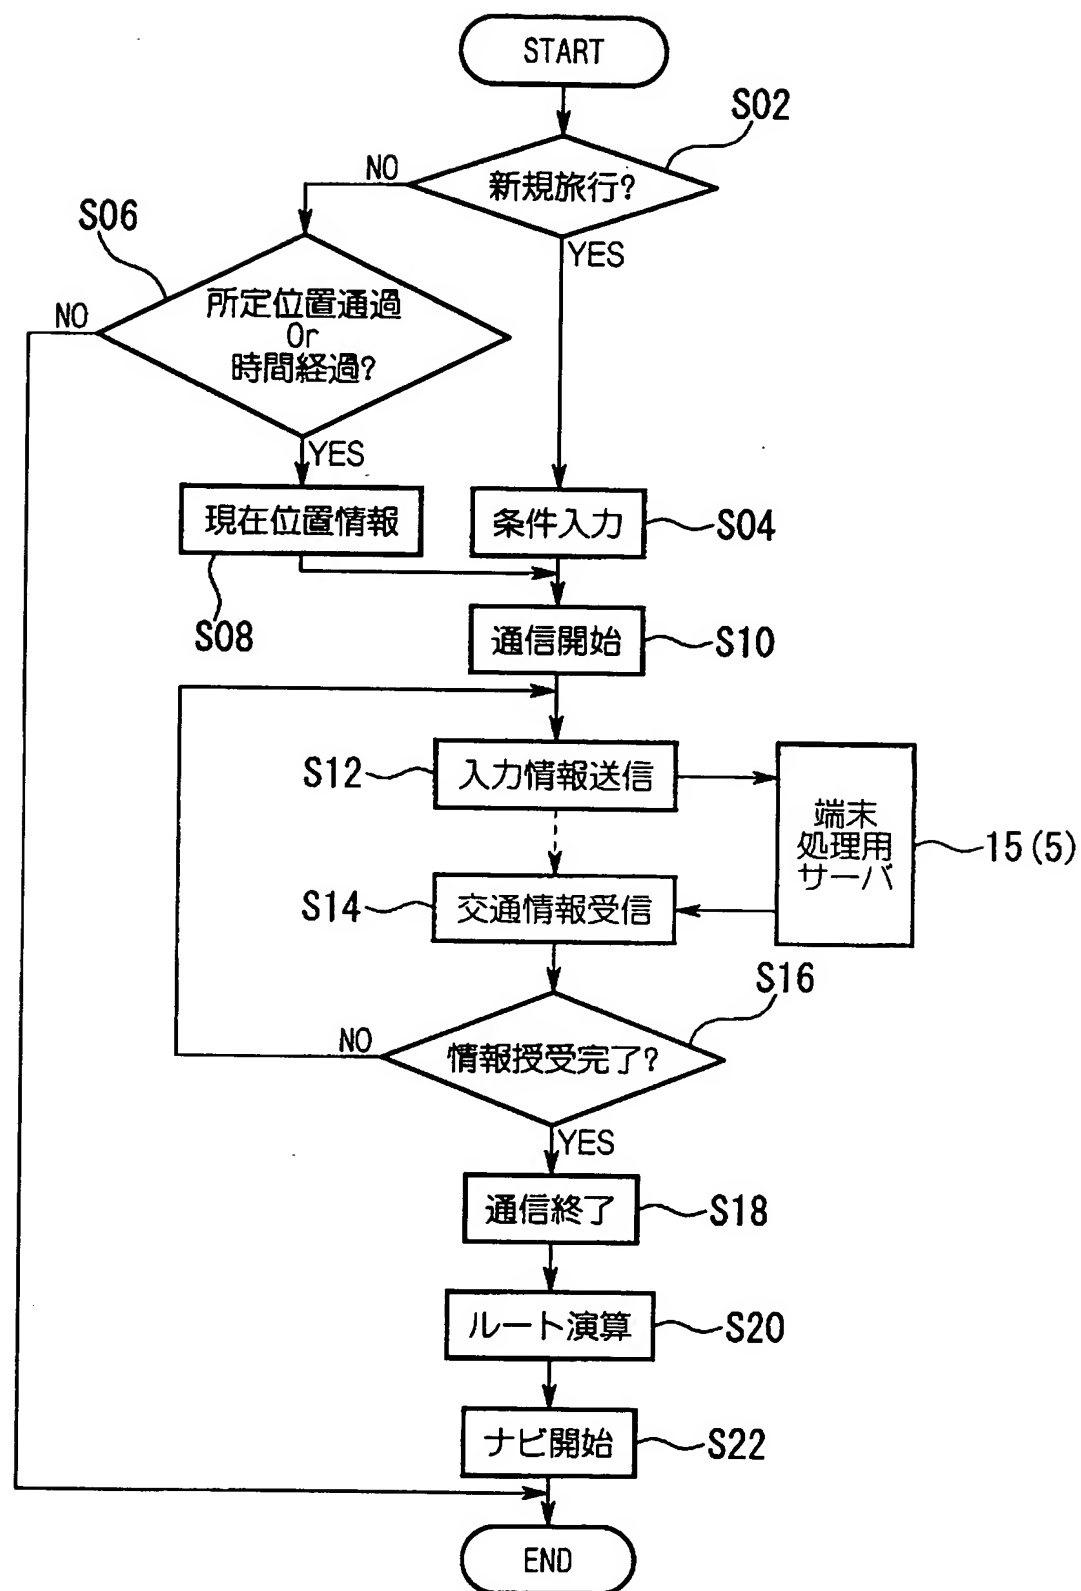 START
S02
新規旅行?
NO
YES
S06
所定位置通過
Or
時間経過?
NO
YES
現在位置情報
S08
条件入力
S04
通信開始
S10
S12
入力情報送信
端末
処理用
サーバ
15(5)
S14
交通情報受信
S16
情報授受完了?
NO
YES
通信終了
S18
ルート演算
S20
ナビ開始
S22
END